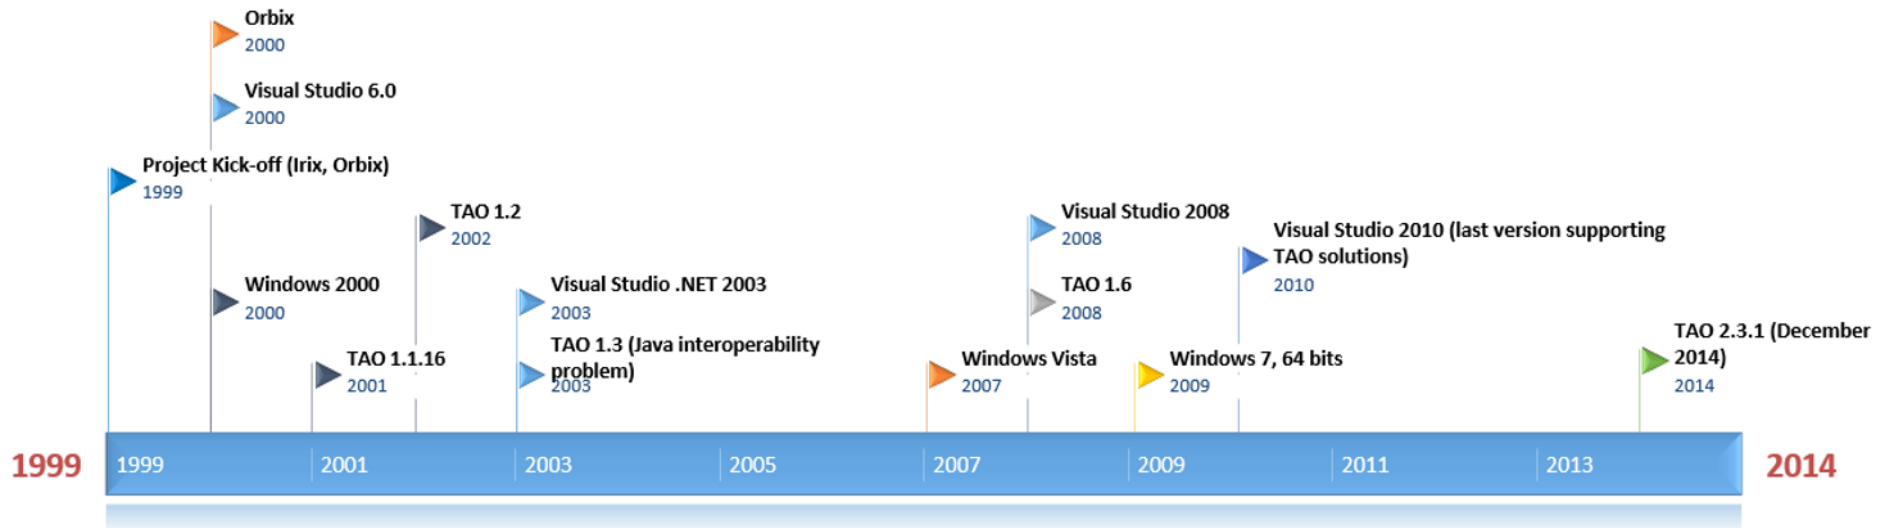 Orbix
2000
Visual Studio 6.0
2000
Project Kick-off (Irix, Orbix)
1999
TAO 1.2
2002
Windows 2000
2000
Visual Studio .NET 2003
2003
TAO 1.1.16
2001
TAO 1.3 (Java interoperability
problem)
2003
Visual Studio 2008
2008
TAO 1.6
2008
Windows Vista
2007
Windows 7, 64 bits
2009
Visual Studio 2010 (last version supporting
TAO solutions)
2010
TAO 2.3.1 (December
2014)
2014
1999 1999 2001 2003 2005 2007 2009 2011 2013 2014